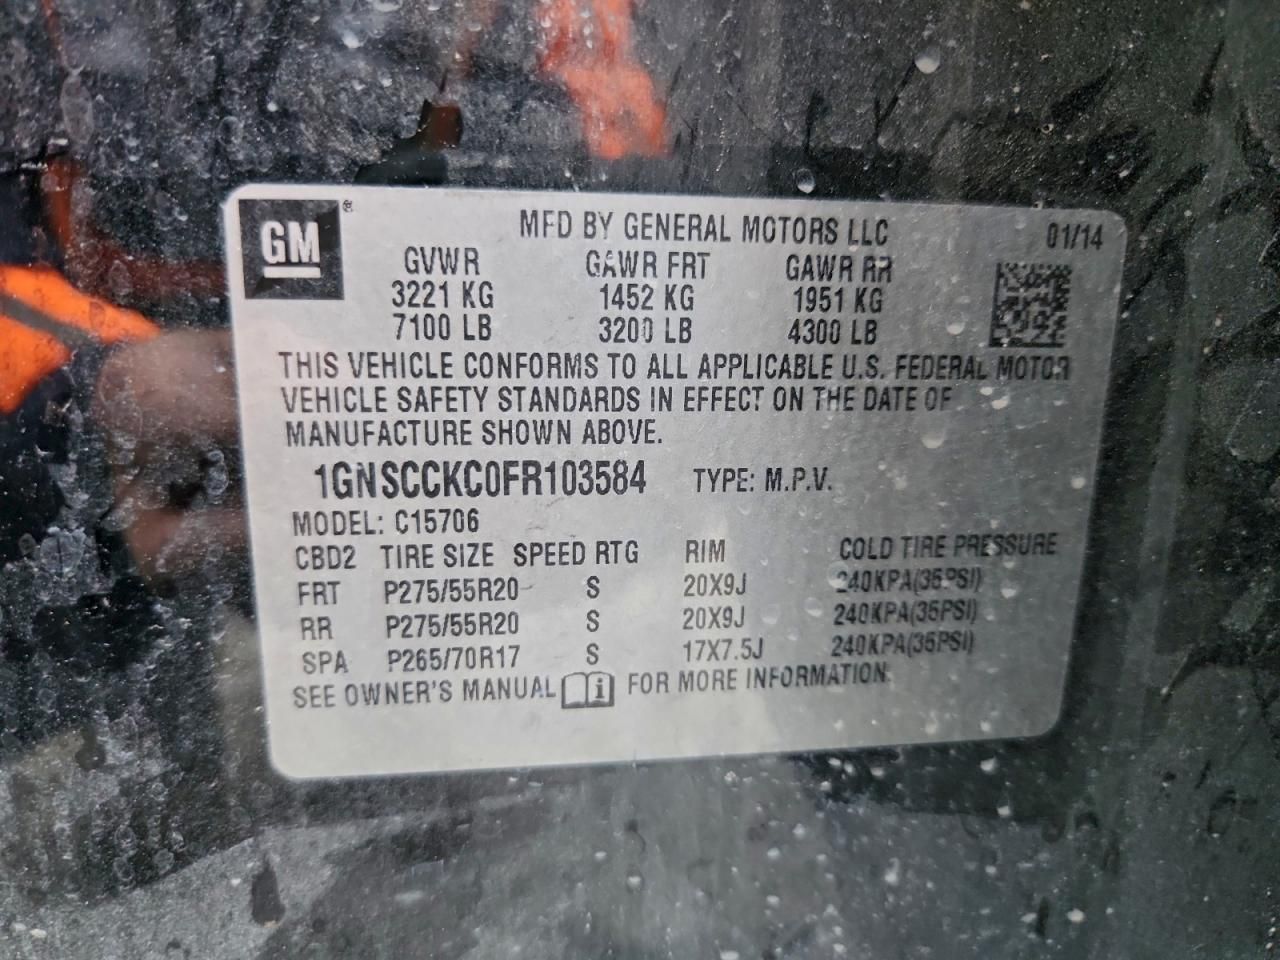 GM ®
MFD BY GENERAL MOTORS LLC 01/14
GVWR GAWR FRT GAWR RR
3221 KG 1452 KG 1951 KG
7100 LB 3200 LB 4300 LB
THIS VEHICLE CONFORMS TO ALL APPLICABLE U.S. FEDERAL MOTOR
VEHICLE SAFETY STANDARDS IN EFFECT ON THE DATE OF
MANUFACTURE SHOWN ABOVE.
1GNSCCKC0FR103584 TYPE: M.P.V.
MODEL: C15706
CBD2 TIRE SIZE SPEED RTG RIM COLD TIRE PRESSURE
FRT P275/55R20 S 20X9J 240KPA(35PSI)
RR P275/55R20 S 20X9J 240KPA(35PSI)
SPA P265/70R17 S 17X7.5J 240KPA(35PSI)
SEE OWNER'S MANUAL i FOR MORE INFORMATION.